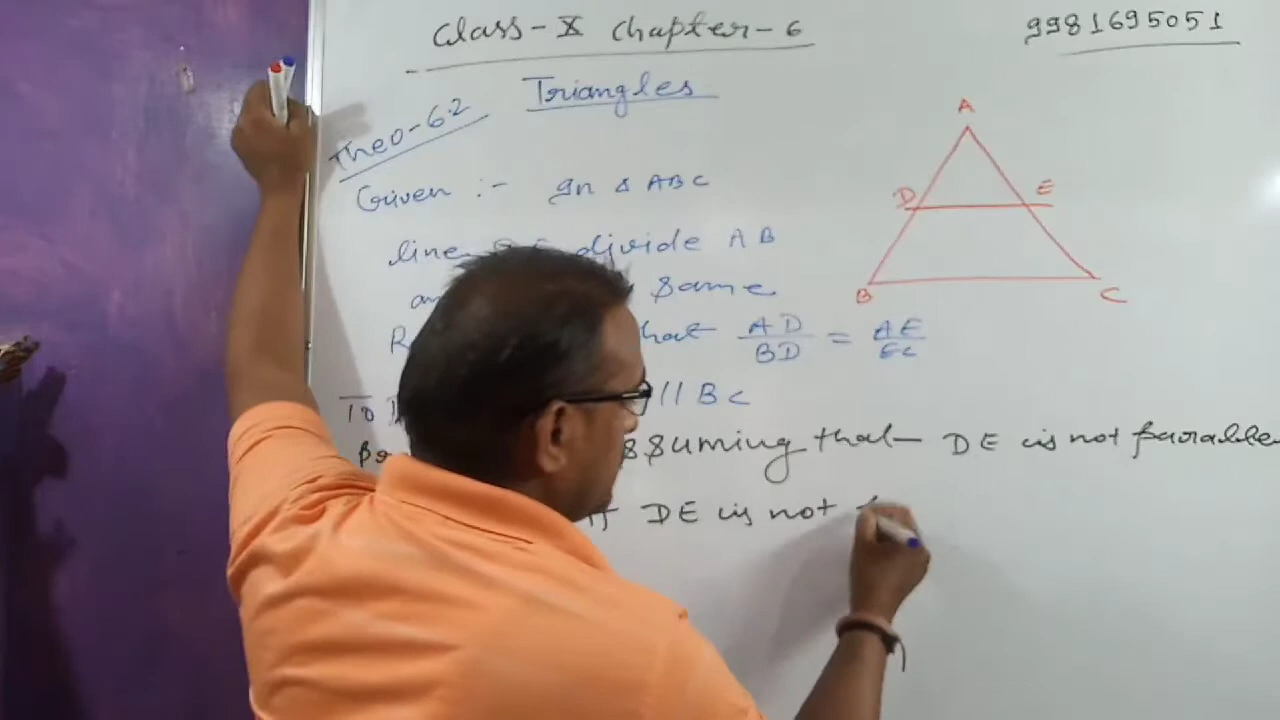 Class-X Chapter-6
9981695051
Triangles
Theo-6.2
Given :- In Δ ABC
line divide AB
same
that AD/BD = AE/EC
To // BC
assuming that DE is not parallel
if DE is not
A
D E
B C